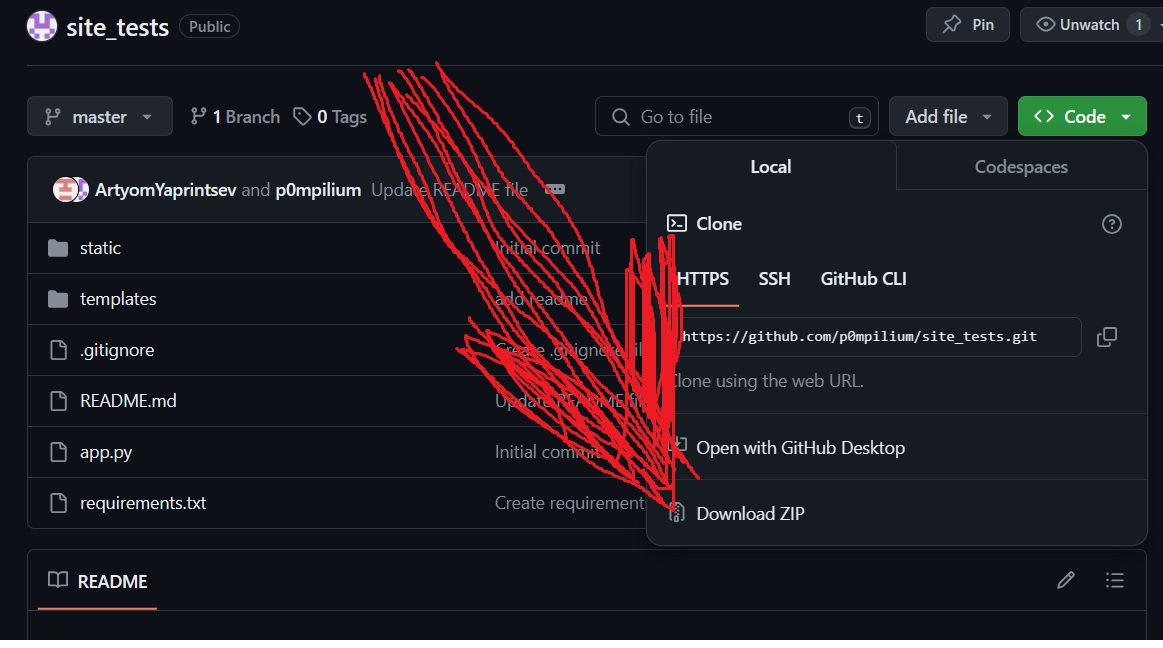 site_tests Public Pin Unwatch 1
master 1 Branch 0 Tags Go to file t Add file Code
Local Codespaces
ArtyomYaprintsev and p0mpilium Update README file
Clone
static Initial commit
HTTPS SSH GitHub CLI
templates add readme
https://github.com/p0mpilium/site_tests.git
.gitignore Create .gitignore
Clone using the web URL.
README.md Update README
app.py Initial commit
Open with GitHub Desktop
requirements.txt Create requirement
Download ZIP
README